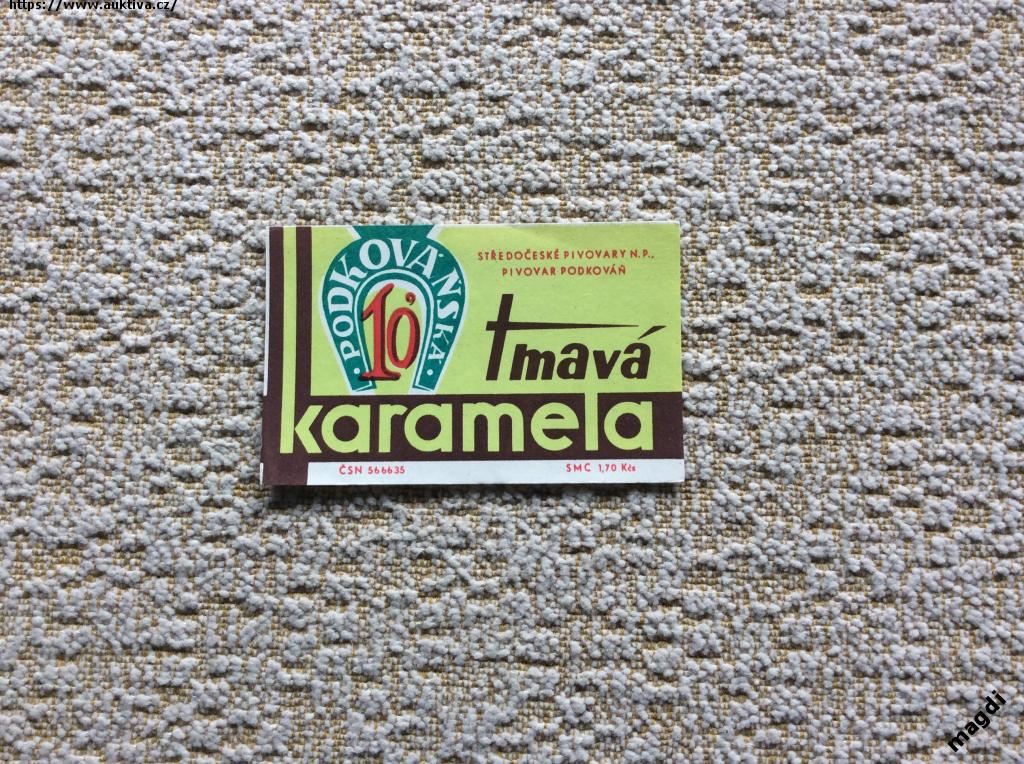 https://www.auktiva.cz/
· PODKOVÁŇSKÁ ·
10°
STŘEDOČESKÉ PIVOVARY N.P.,
PIVOVAR PODKOVÁŇ
tmavá
karamela
ČSN 566635
SMC 1,70 Kčs
magdi